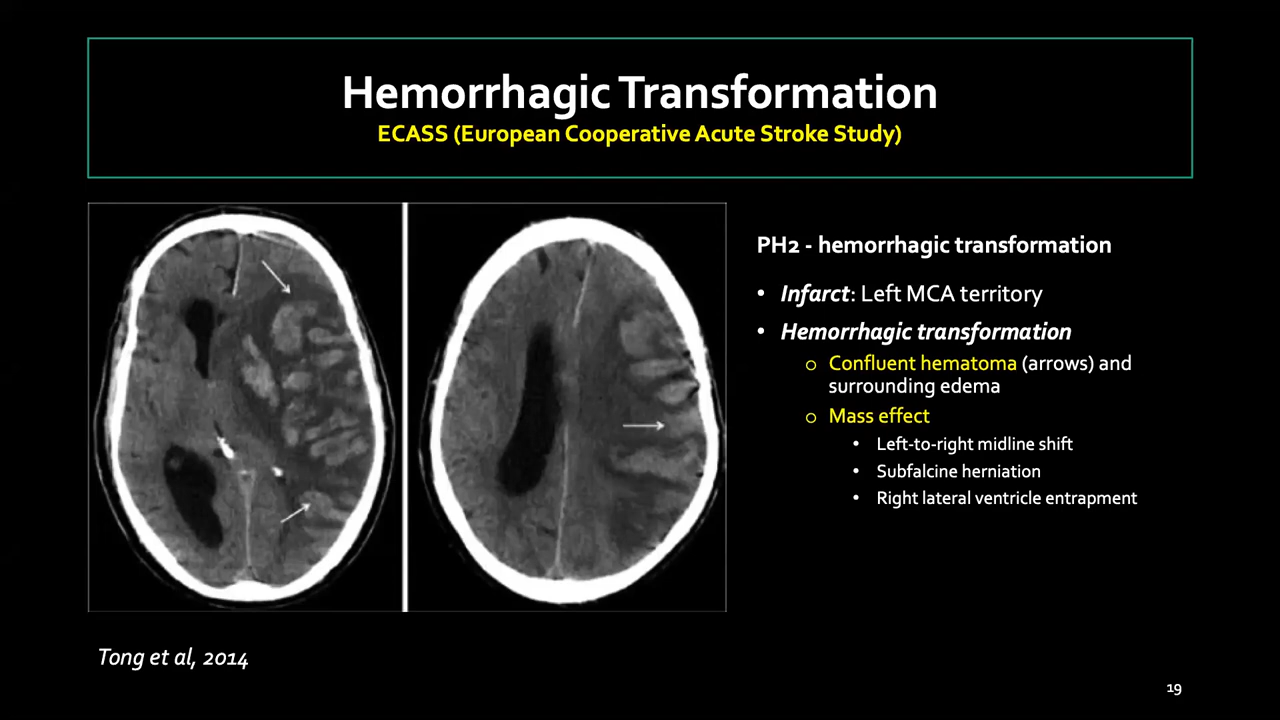 Hemorrhagic Transformation
ECASS (European Cooperative Acute Stroke Study)
PH2 - hemorrhagic transformation
• Infarct: Left MCA territory
• Hemorrhagic transformation
o Confluent hematoma (arrows) and
surrounding edema
o Mass effect
• Left-to-right midline shift
• Subfalcine herniation
• Right lateral ventricle entrapment
Tong et al, 2014
19